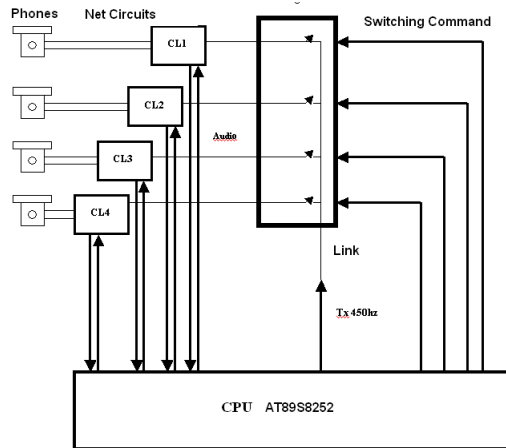 Phones Net Circuits
Switching Command
CL1
CL2
Audio
CL3
CL4
Link
Tx 450hz
CPU AT89S8252